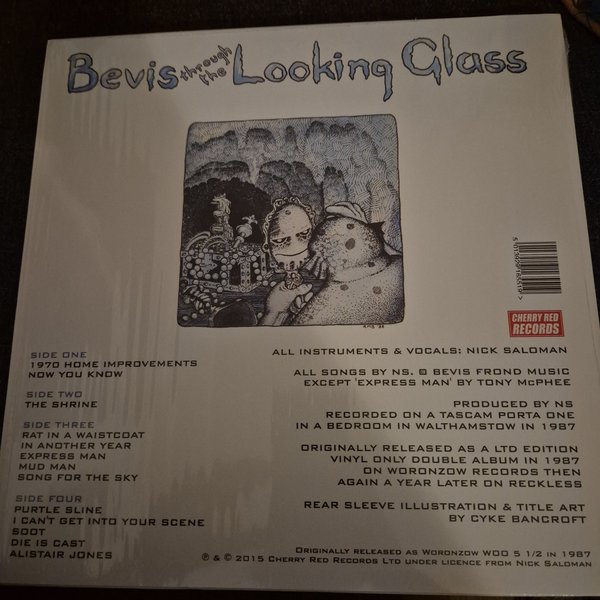 Bevis through the Looking Glass
CHERRY RED
RECORDS
SIDE ONE
1970 HOME IMPROVEMENTS
NOW YOU KNOW
SIDE TWO
THE SHRINE
SIDE THREE
RAT IN A WAISTCOAT
IN ANOTHER YEAR
EXPRESS MAN
MUD MAN
SONG FOR THE SKY
SIDE FOUR
PURTLE SLINE
I CAN'T GET INTO YOUR SCENE
SOOT
DIE IS CAST
ALISTAIR JONES
ALL INSTRUMENTS & VOCALS: NICK SALOMAN
ALL SONGS BY NS. @ BEVIS FROND MUSIC
EXCEPT 'EXPRESS MAN' BY TONY McPHEE
PRODUCED BY NS
RECORDED ON A TASCAM PORTA ONE
IN A BEDROOM IN WALTHAMSTOW IN 1987
ORIGINALLY RELEASED AS A LTD EDITION
VINYL ONLY DOUBLE ALBUM IN 1987
ON WORONZOW RECORDS THEN
AGAIN A YEAR LATER ON RECKLESS
REAR SLEEVE ILLUSTRATION & TITLE ART
BY CYKE BANCROFT
ORIGINALLY RELEASED AS WORONZOW WOO 5 1/2 IN 1987
℗ & © 2015 CHERRY RED RECORDS LTD UNDER LICENCE FROM NICK SALOMAN